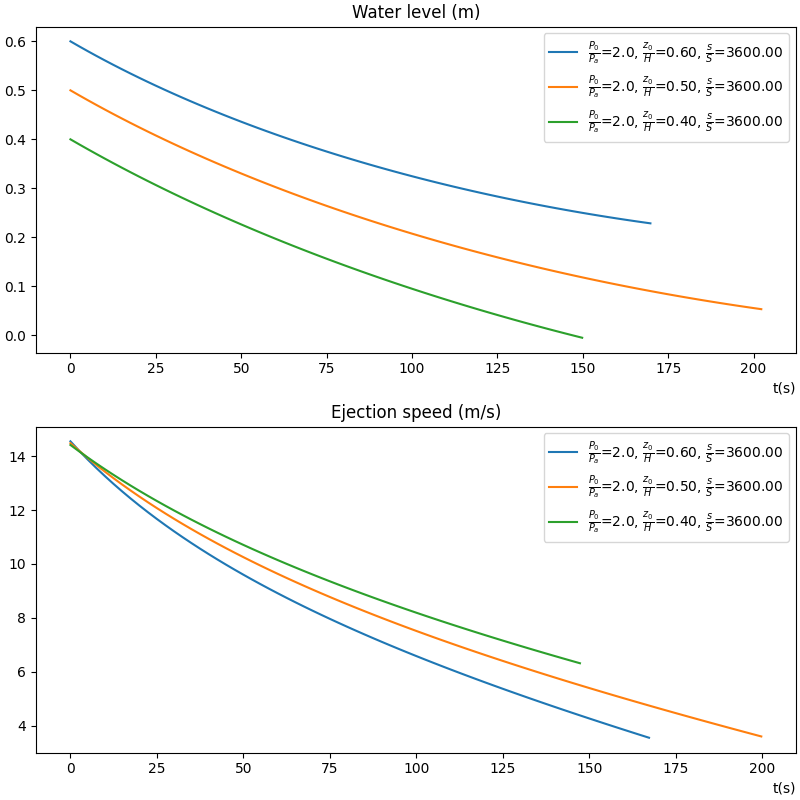 Water level (m)
0.6
0.5
0.4
0.3
0.2
0.1
0.0
P₀/Pₐ=2.0, z₀/H=0.60, s/S=3600.00
P₀/Pₐ=2.0, z₀/H=0.50, s/S=3600.00
P₀/Pₐ=2.0, z₀/H=0.40, s/S=3600.00
0 25 50 75 100 125 150 175 200
t(s)
Ejection speed (m/s)
14
12
10
8
6
4
P₀/Pₐ=2.0, z₀/H=0.60, s/S=3600.00
P₀/Pₐ=2.0, z₀/H=0.50, s/S=3600.00
P₀/Pₐ=2.0, z₀/H=0.40, s/S=3600.00
0 25 50 75 100 125 150 175 200
t(s)